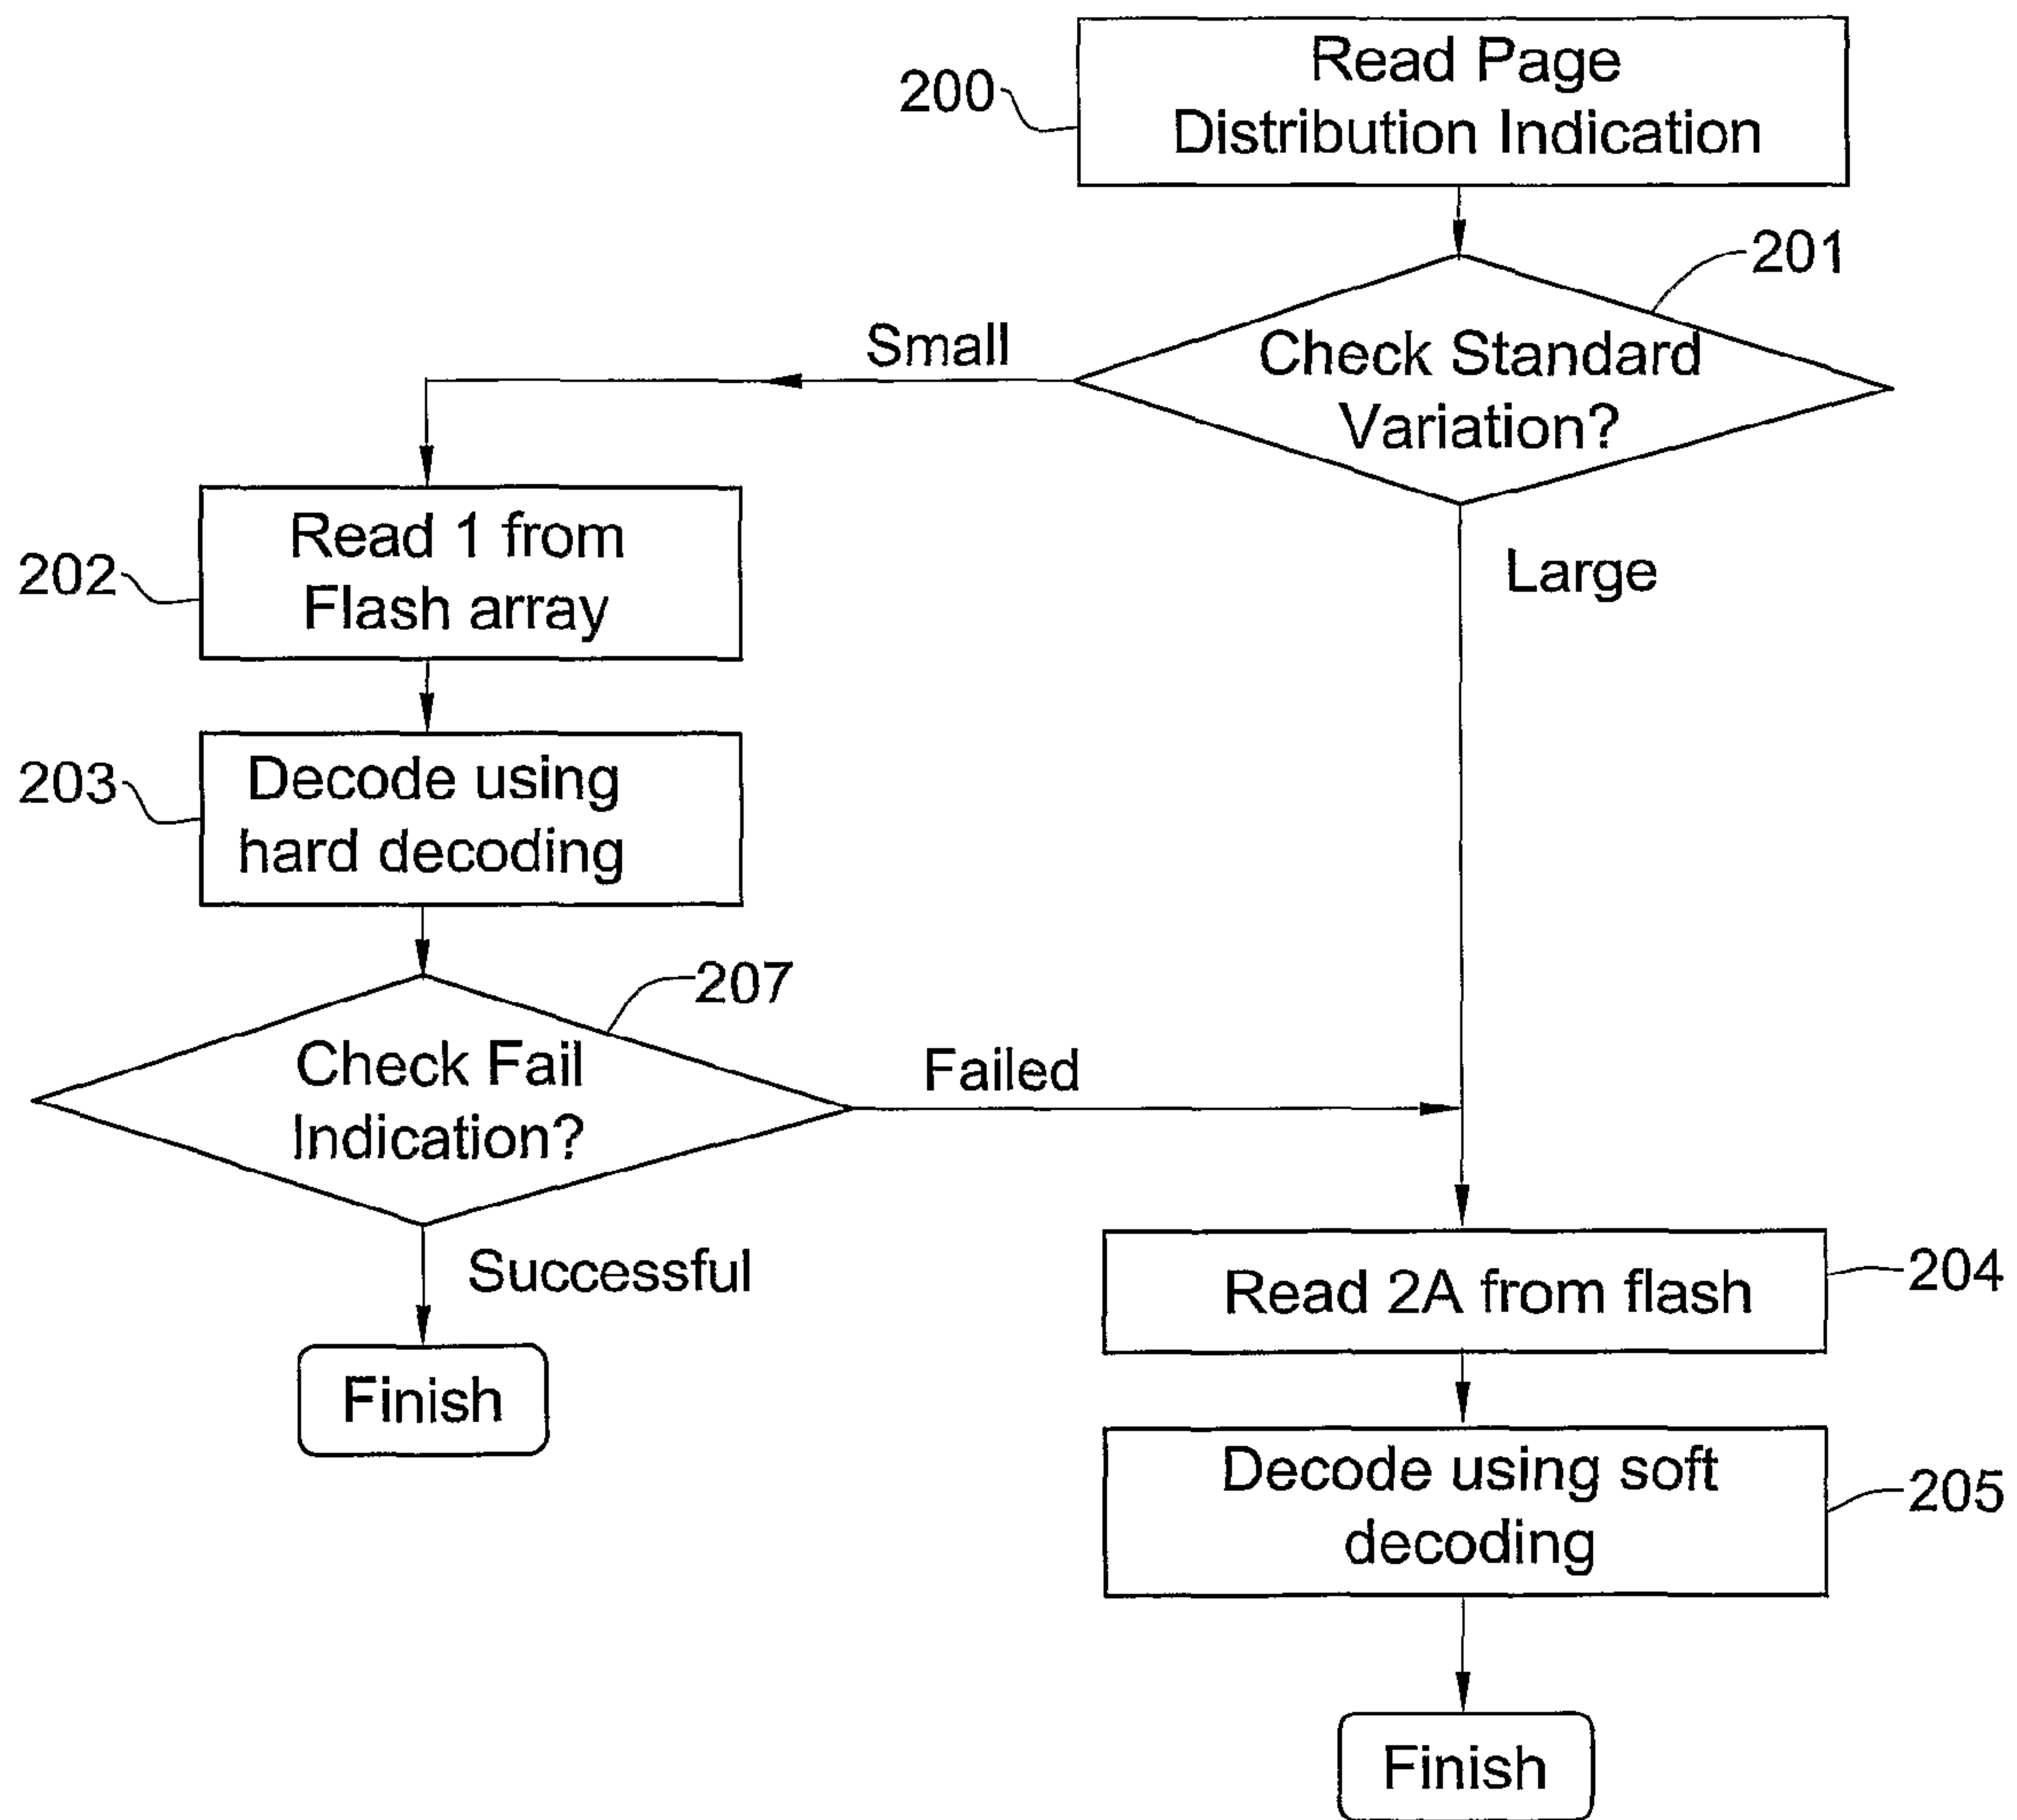 Read Page
Distribution Indication
200
201
Check Standard
Variation?
Small
Large
Read 1 from
Flash array
202
Decode using
hard decoding
203
207
Check Fail
Indication?
Failed
Successful
Finish
Read 2A from flash
204
Decode using soft
decoding
205
Finish